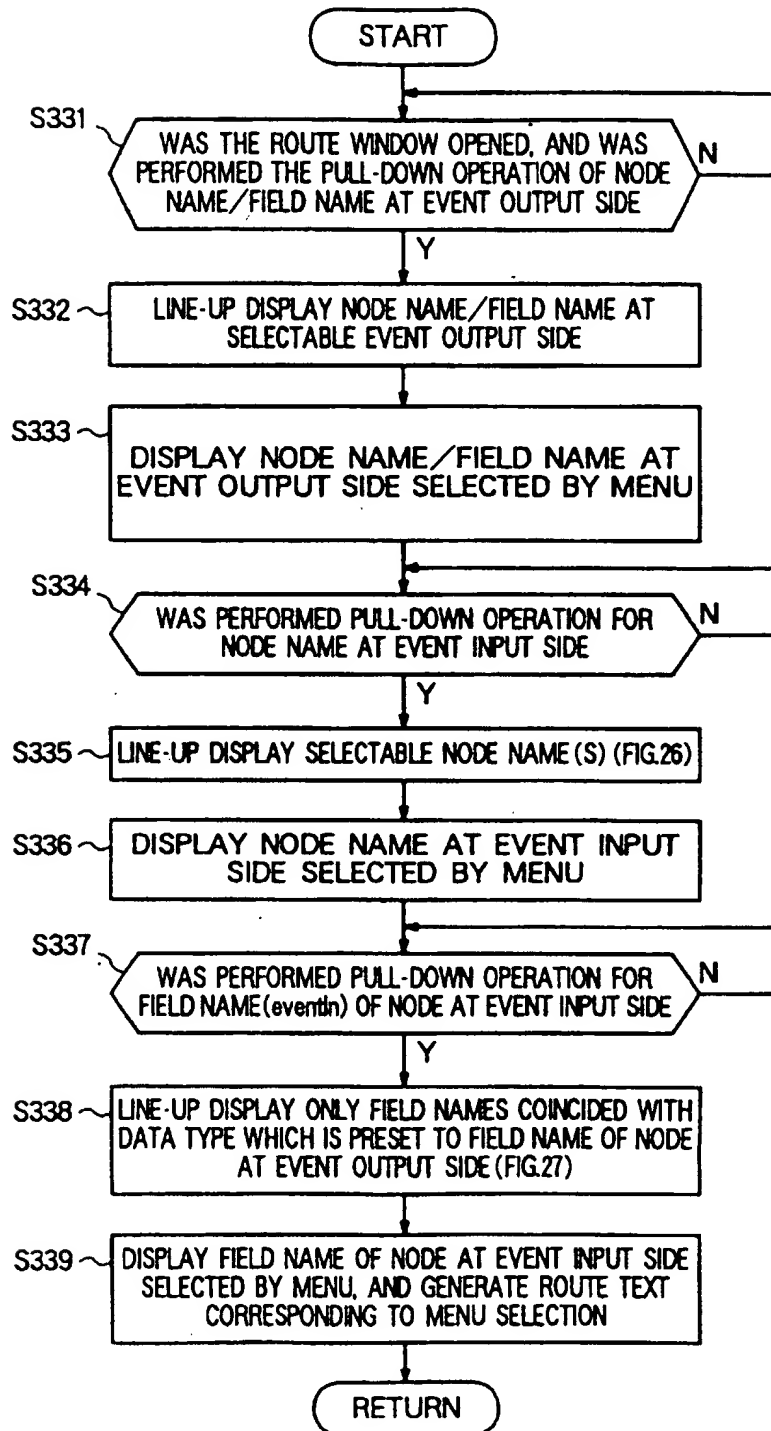 START
S331
WAS THE ROUTE WINDOW OPENED, AND WAS
PERFORMED THE PULL-DOWN OPERATION OF NODE
NAME/FIELD NAME AT EVENT OUTPUT SIDE
N
Y
S332
LINE-UP DISPLAY NODE NAME/FIELD NAME AT
SELECTABLE EVENT OUTPUT SIDE
S333
DISPLAY NODE NAME/FIELD NAME AT
EVENT OUTPUT SIDE SELECTED BY MENU
S334
WAS PERFORMED PULL-DOWN OPERATION FOR
NODE NAME AT EVENT INPUT SIDE
N
Y
S335
LINE-UP DISPLAY SELECTABLE NODE NAME(S) (FIG.26)
S336
DISPLAY NODE NAME AT EVENT INPUT
SIDE SELECTED BY MENU
S337
WAS PERFORMED PULL-DOWN OPERATION FOR
FIELD NAME(eventIn) OF NODE AT EVENT INPUT SIDE
N
Y
S338
LINE-UP DISPLAY ONLY FIELD NAMES COINCIDED WITH
DATA TYPE WHICH IS PRESET TO FIELD NAME OF NODE
AT EVENT OUTPUT SIDE(FIG.27)
S339
DISPLAY FIELD NAME OF NODE AT EVENT INPUT SIDE
SELECTED BY MENU, AND GENERATE ROUTE TEXT
CORRESPONDING TO MENU SELECTION
RETURN